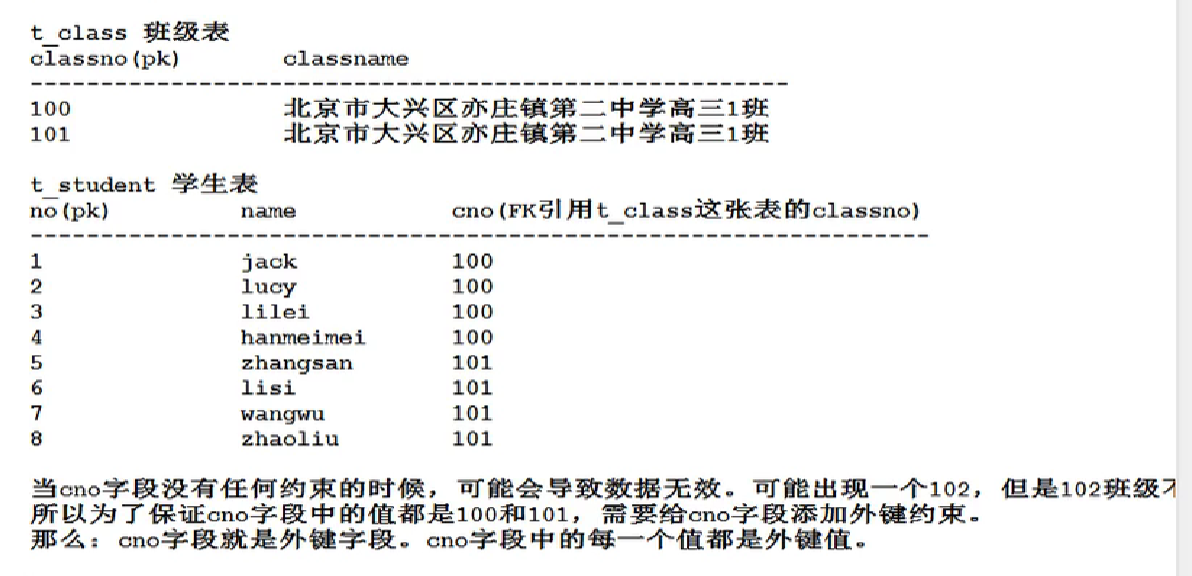 t_class 班级表
classno(pk) classname
------------------------------------------------------
100 北京市大兴区亦庄镇第二中学高三1班
101 北京市大兴区亦庄镇第二中学高三1班
t_student 学生表
no(pk) name cno(FK引用t_class这张表的classno)
----------------------------------------------------------------
1 jack 100
2 lucy 100
3 lilei 100
4 hanmeimei 100
5 zhangsan 101
6 lisi 101
7 wangwu 101
8 zhaoliu 101
当cno字段没有任何约束的时候，可能会导致数据无效。可能出现一个102，但是102班级
所以为了保证cno字段中的值都是100和101，需要给cno字段添加外键约束。
那么：cno字段就是外键字段。cno字段中的每一个值都是外键值。